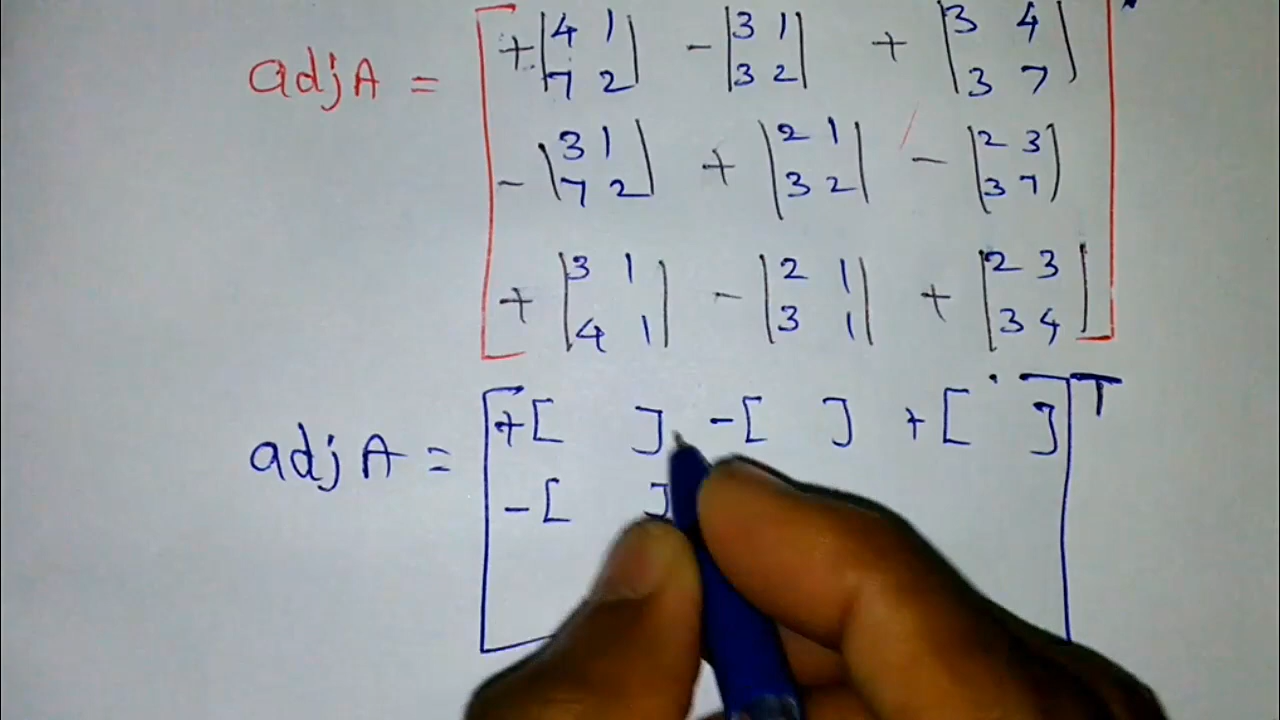 +|4 1| -|3 1| + |3 4|
adj A = |7 2| |3 2| |3 7|
-|3 1| + |2 1| - |2 3|
|7 2| |3 2| |3 7|
+ |3 1| - |2 1| + |2 3|
|4 1| |3 1| |3 4|
adj A = [+[ ] -[ ] +[ ]]T
-[ ]